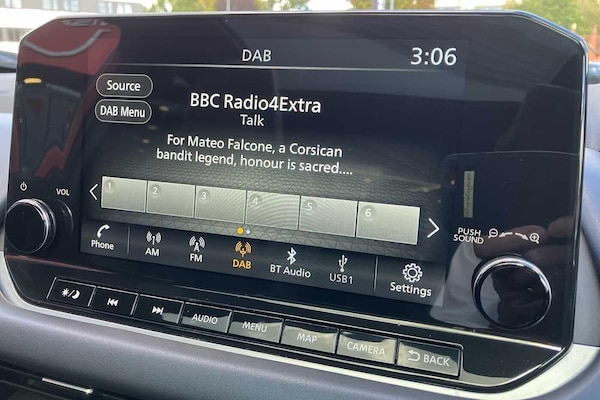 DAB
3:06
Source
DAB Menu
BBC Radio4Extra
Talk
For Mateo Falcone, a Corsican
bandit legend, honour is sacred....
VOL
1 2 3 4 5 6
PUSH
SOUND
Phone
AM
FM
DAB
BT Audio
USB1
Settings
AUDIO
MENU
MAP
CAMERA
BACK